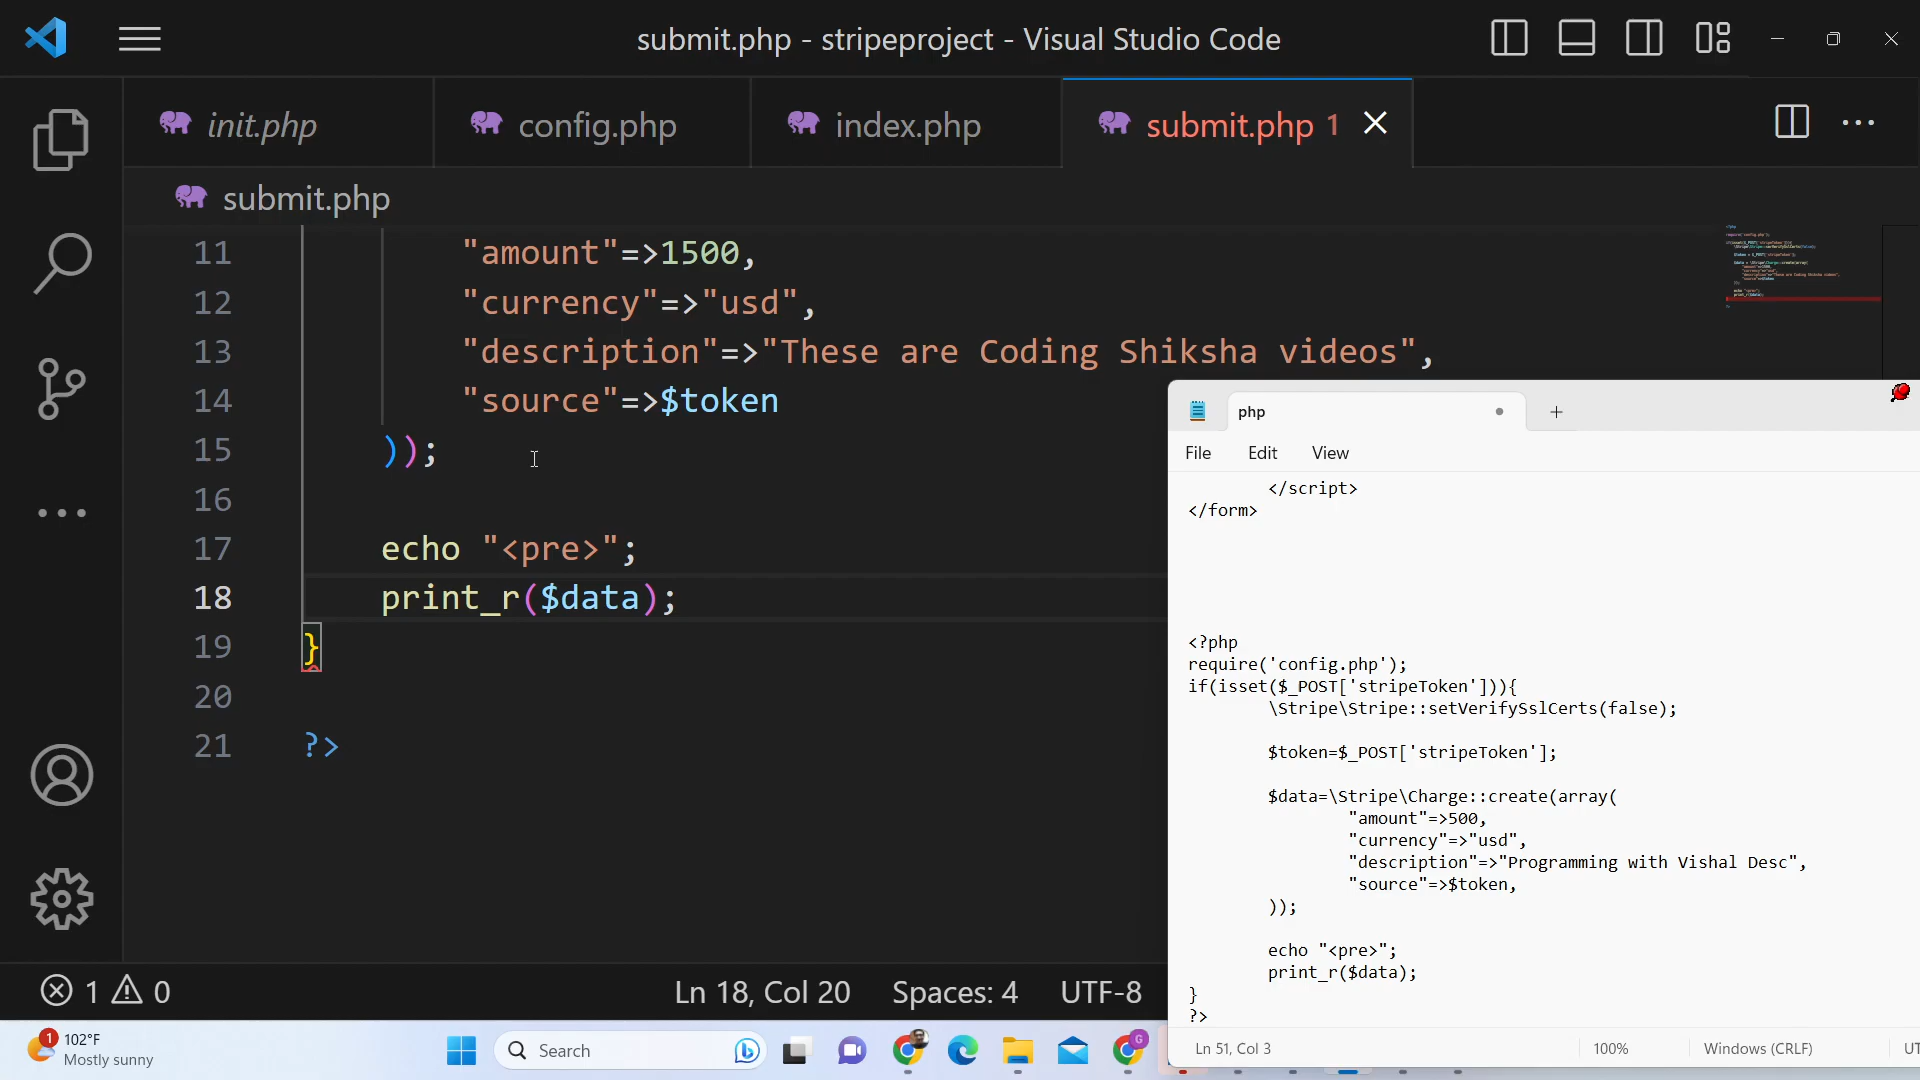 submit.php - stripeproject - Visual Studio Code
init.php
config.php
index.php
submit.php 1
submit.php
11 "amount"=>1500,
12 "currency"=>"usd",
13 "description"=>"These are Coding Shiksha videos",
14 "source"=>$token
15 ));
16
17 echo "<pre>";
18 print_r($data);
19 }
20
21 ?>
php
File Edit View
</script>
</form>
<?php
require('config.php');
if(isset($_POST['stripeToken'])){
\Stripe\Stripe::setVerifySslCerts(false);
$token=$_POST['stripeToken'];
$data=\Stripe\Charge::create(array(
"amount"=>500,
"currency"=>"usd",
"description"=>"Programming with Vishal Desc",
"source"=>$token,
));
echo "<pre>";
print_r($data);
}
?>
Ln 51, Col 3
100%
Windows (CRLF)
1 0
Ln 18, Col 20
Spaces: 4
UTF-8
1
102°F
Mostly sunny
Search
G